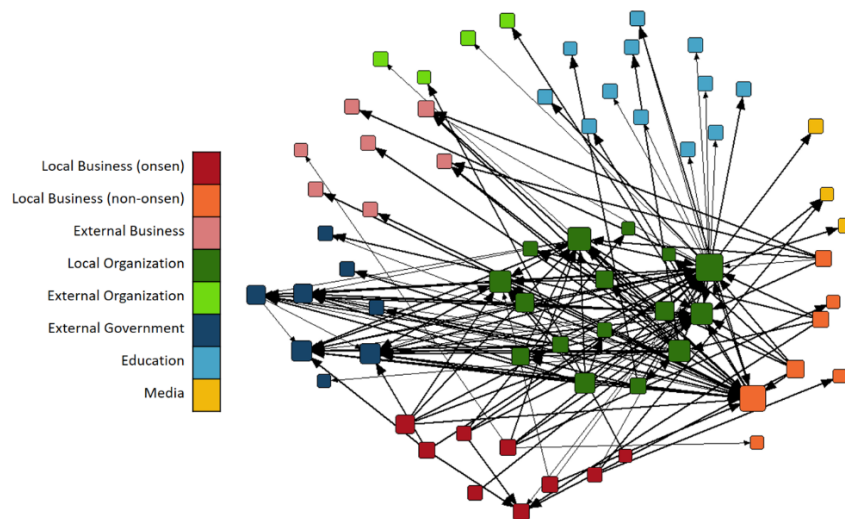 Local Business (onsen)
Local Business (non-onsen)
External Business
Local Organization
External Organization
External Government
Education
Media